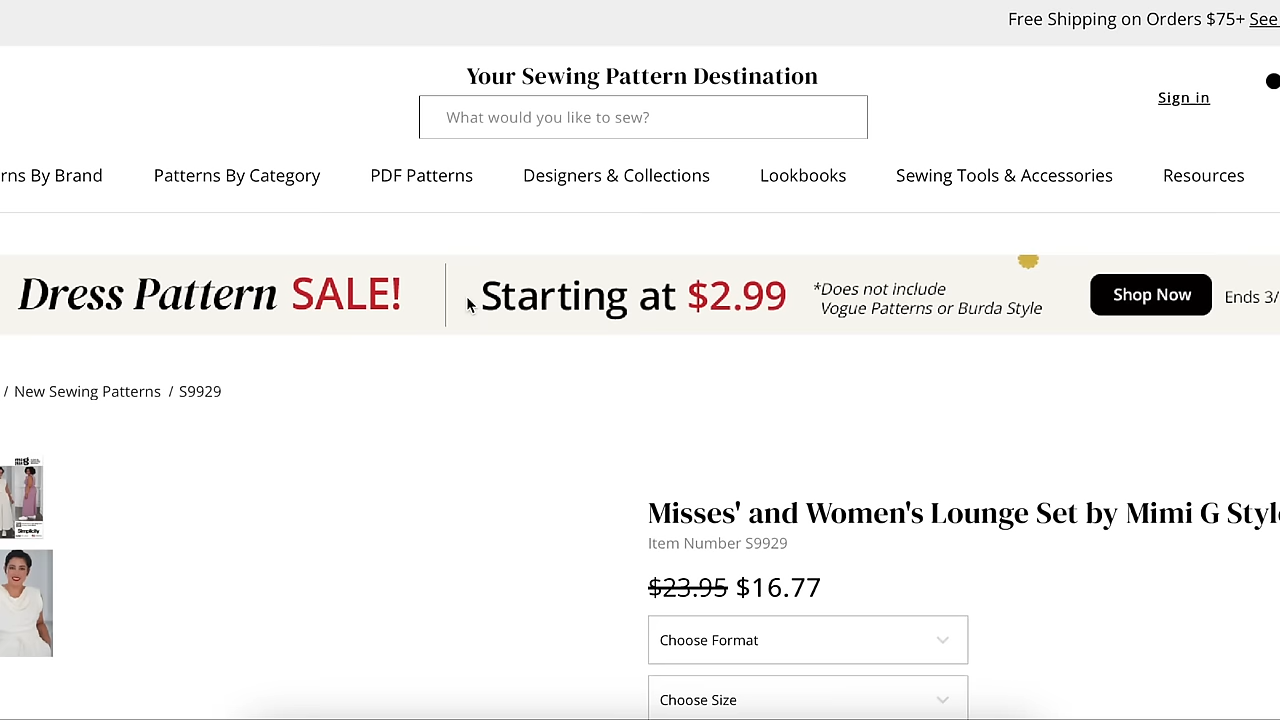 Free Shipping on Orders $75+ See
Your Sewing Pattern Destination
What would you like to sew?
Sign in
rns By Brand Patterns By Category PDF Patterns Designers & Collections Lookbooks Sewing Tools & Accessories Resources
Dress Pattern SALE! Starting at $2.99 *Does not include
Vogue Patterns or Burda Style
Shop Now Ends 3/
/ New Sewing Patterns / S9929
Simplicity
Misses' and Women's Lounge Set by Mimi G Styl
Item Number S9929
$23.95 $16.77
Choose Format
Choose Size